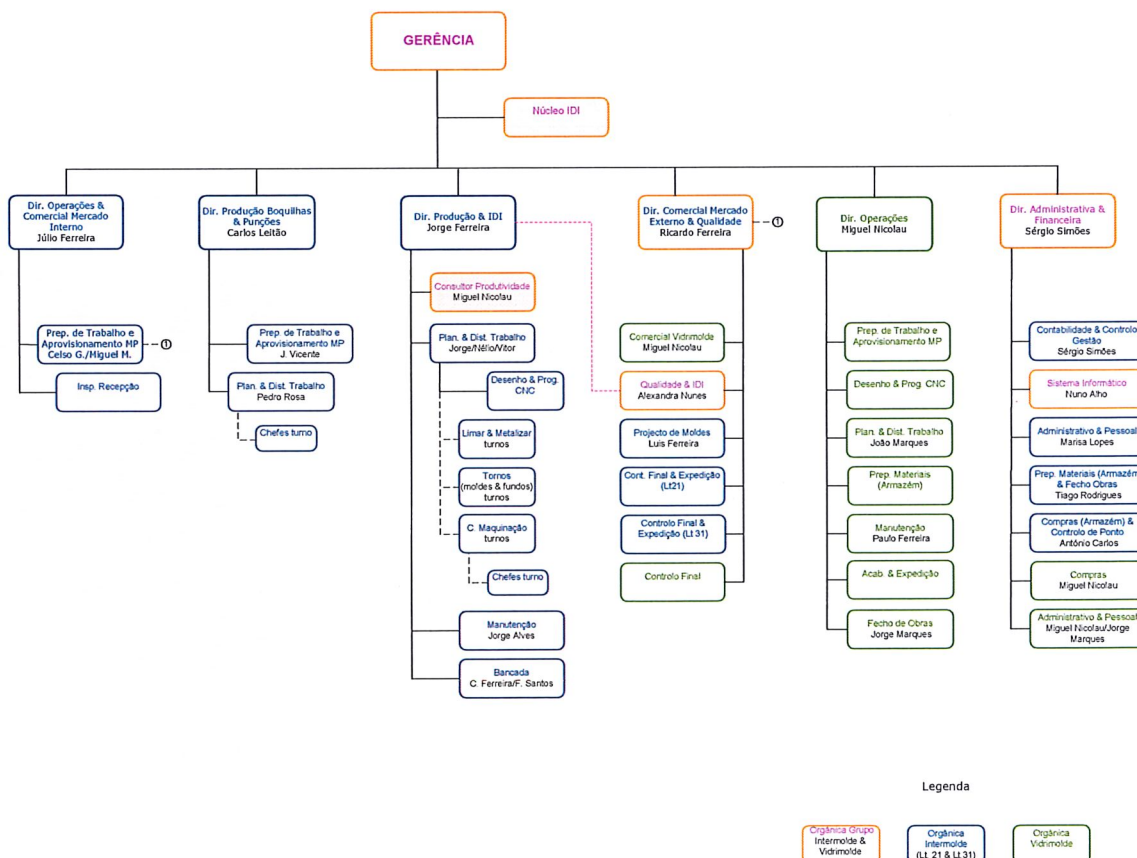 GERÊNCIA
Núcleo IDI
Dir. Operações &
Comercial Mercado
Interno
Júlio Ferreira
Dir. Produção Boquilhas
& Punções
Carlos Leitão
Dir. Produção & IDI
Jorge Ferreira
Dir. Comercial Mercado
Externo & Qualidade
Ricardo Ferreira
1
Dir. Operações
Miguel Nicolau
Dir. Administrativa &
Financeira
Sérgio Simões
Prep. de Trabalho e
Aprovisionamento MP
Celso G./Miguel M.
1
Insp. Recepção
Prep. de Trabalho e
Aprovisionamento MP
J. Vicente
Plan. & Dist. Trabalho
Pedro Rosa
Chefes turno
Consultor Produtividade
Miguel Nicolau
Plan. & Dist. Trabalho
Jorge/Nélio/Vitor
Desenho & Prog.
CNC
Limar & Metalizar
turnos
Tornos
(moldes & fundos)
turnos
C. Maquinação
turnos
Chefes turno
Manutenção
Jorge Alves
Bancada
C. Ferreira/F. Santos
Comercial Vidrimolde
Miguel Nicolau
Qualidade & IDI
Alexandra Nunes
Projecto de Moldes
Luis Ferreira
Cont. Final & Expedição
(Lt21)
Controlo Final &
Expedição (Lt 31)
Controlo Final
Prep. de Trabalho e
Aprovisionamento MP
Desenho & Prog. CNC
Plan. & Dist. Trabalho
João Marques
Prep. Materiais
(Armazém)
Manutenção
Paulo Ferreira
Acab. & Expedição
Fecho de Obras
Jorge Marques
Contabilidade & Controlo
Gestão
Sérgio Simões
Sistema Informático
Nuno Alho
Administrativo & Pessoal
Marisa Lopes
Prep. Materiais (Armazém)
& Fecho Obras
Tiago Rodrigues
Compras (Armazém) &
Controlo de Ponto
António Carlos
Compras
Miguel Nicolau
Administrativo & Pessoal
Miguel Nicolau/Jorge
Marques
Legenda
Orgânica Grupo
Intermolde &
Vidrimolde
Orgânica
Intermolde
(Lt. 21 & Lt.31)
Orgânica
Vidrimolde